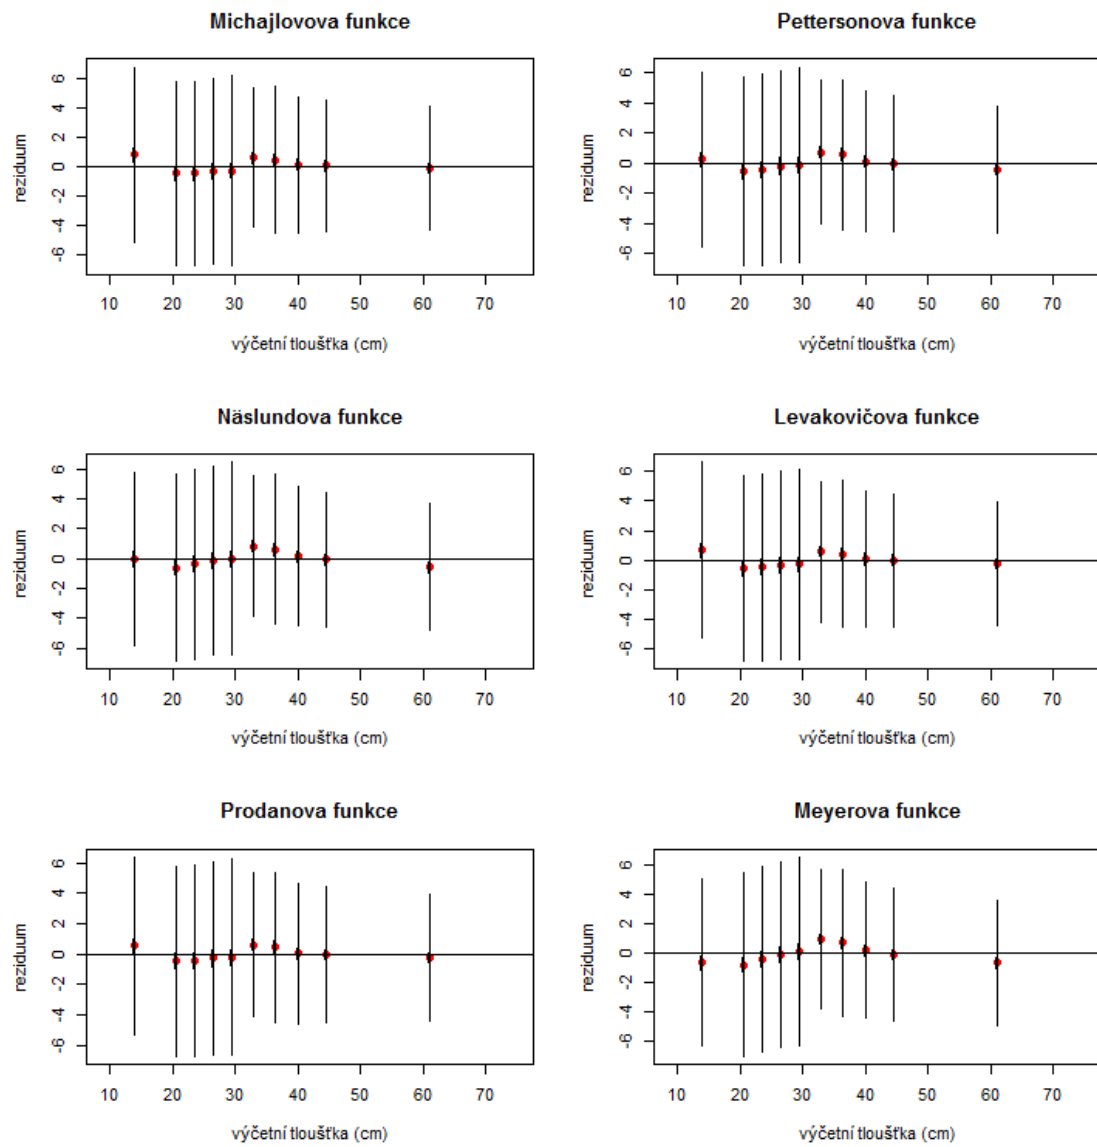 Michajlovova funkce
reziduum
6
4
2
0
-2
-4
-6
10 20 30 40 50 60 70
výčetní tloušťka (cm)
Pettersonova funkce
reziduum
6
4
2
0
-2
-4
-6
10 20 30 40 50 60 70
výčetní tloušťka (cm)
Näslundova funkce
reziduum
6
4
2
0
-2
-4
-6
10 20 30 40 50 60 70
výčetní tloušťka (cm)
Levakovičova funkce
reziduum
6
4
2
0
-2
-4
-6
10 20 30 40 50 60 70
výčetní tloušťka (cm)
Prodanova funkce
reziduum
6
4
2
0
-2
-4
-6
10 20 30 40 50 60 70
výčetní tloušťka (cm)
Meyerova funkce
reziduum
6
4
2
0
-2
-4
-6
10 20 30 40 50 60 70
výčetní tloušťka (cm)